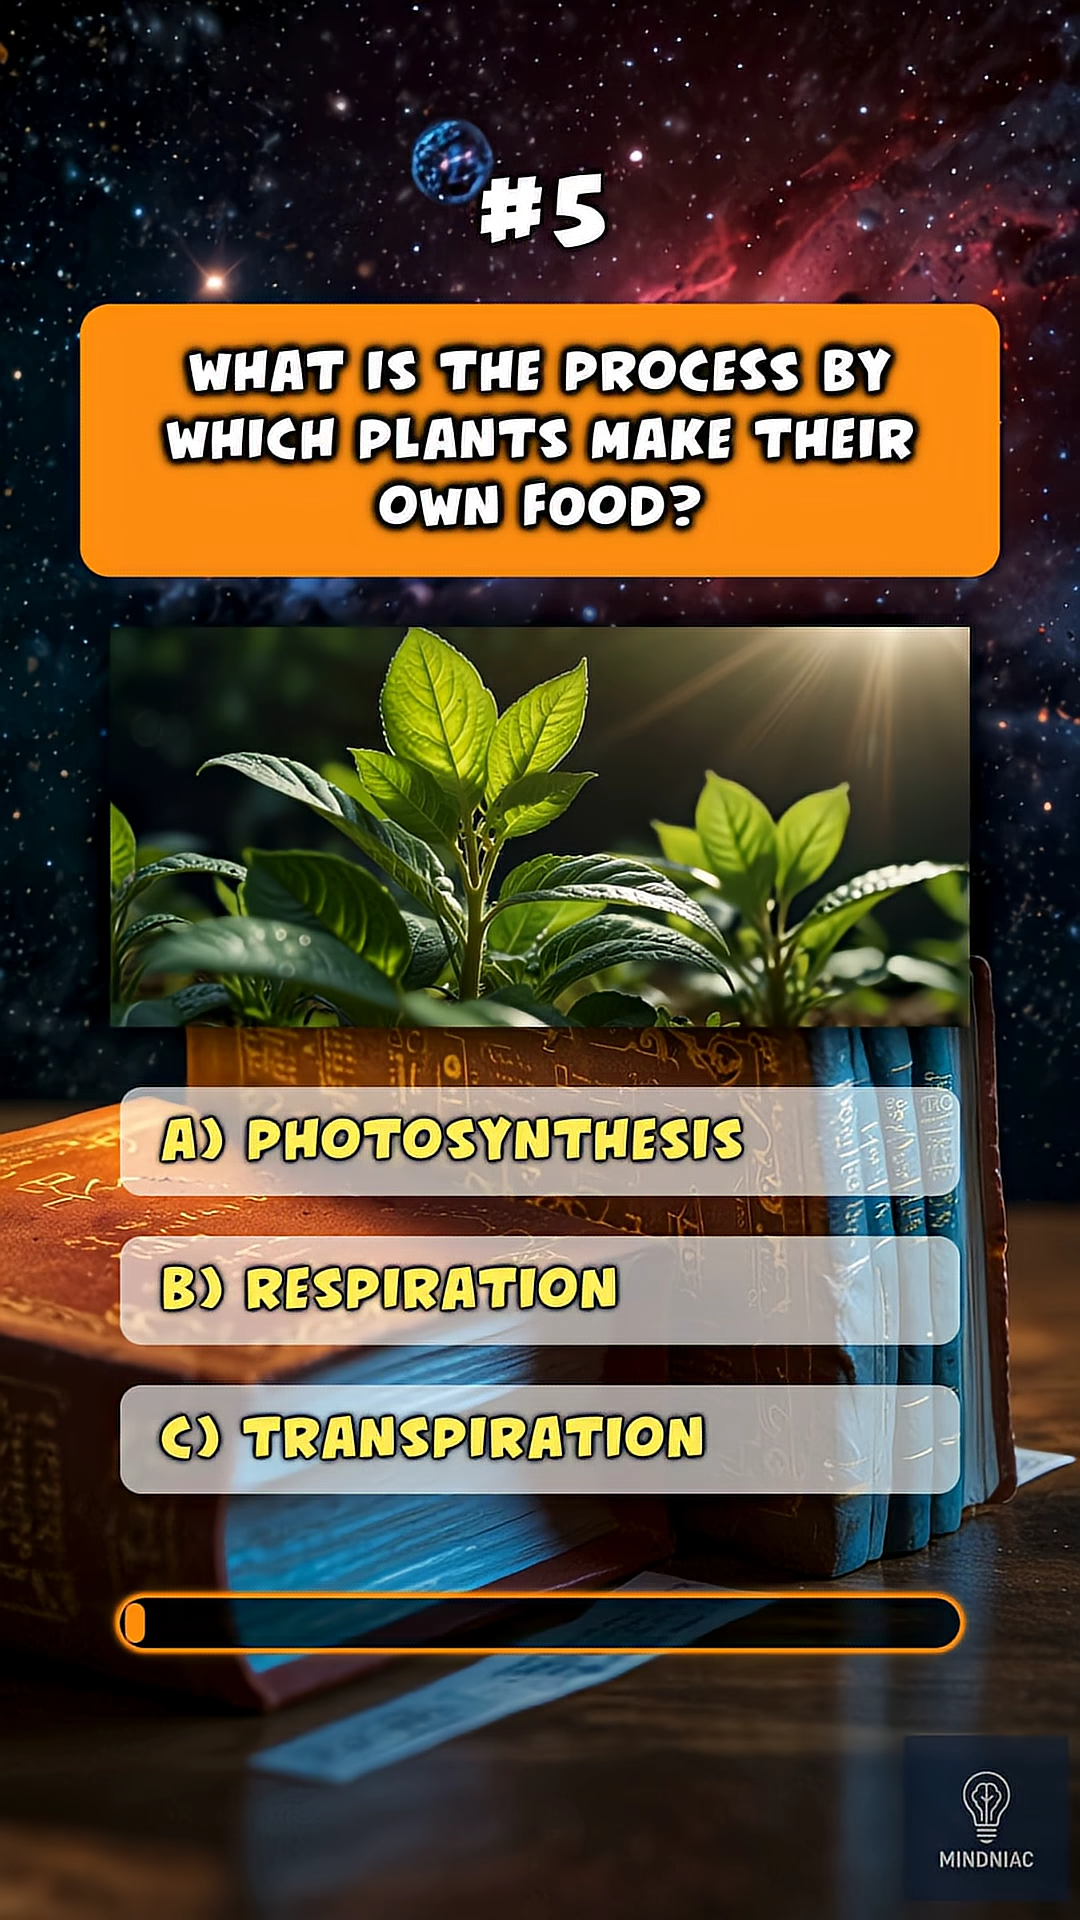 #5
WHAT IS THE PROCESS BY
WHICH PLANTS MAKE THEIR
OWN FOOD?
A) PHOTOSYNTHESIS
B) RESPIRATION
C) TRANSPIRATION
MINDNIAC